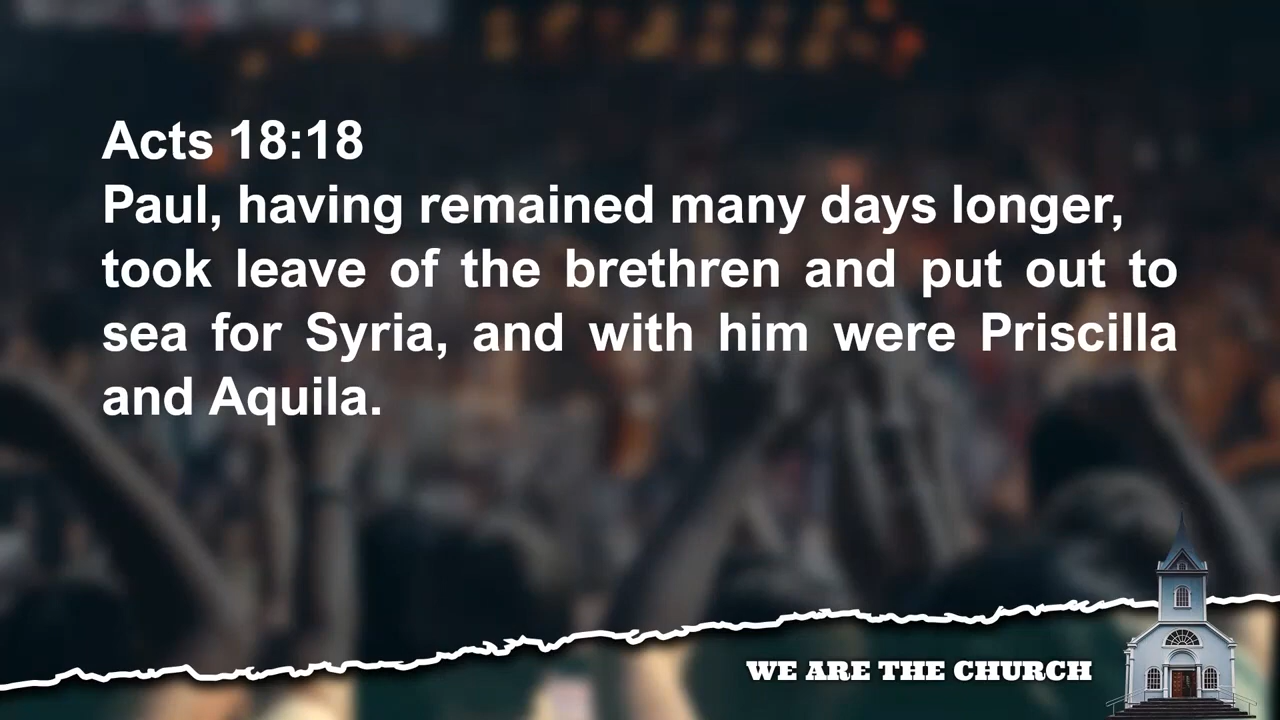 Acts 18:18
Paul, having remained many days longer,
took leave of the brethren and put out to
sea for Syria, and with him were Priscilla
and Aquila.
WE ARE THE CHURCH